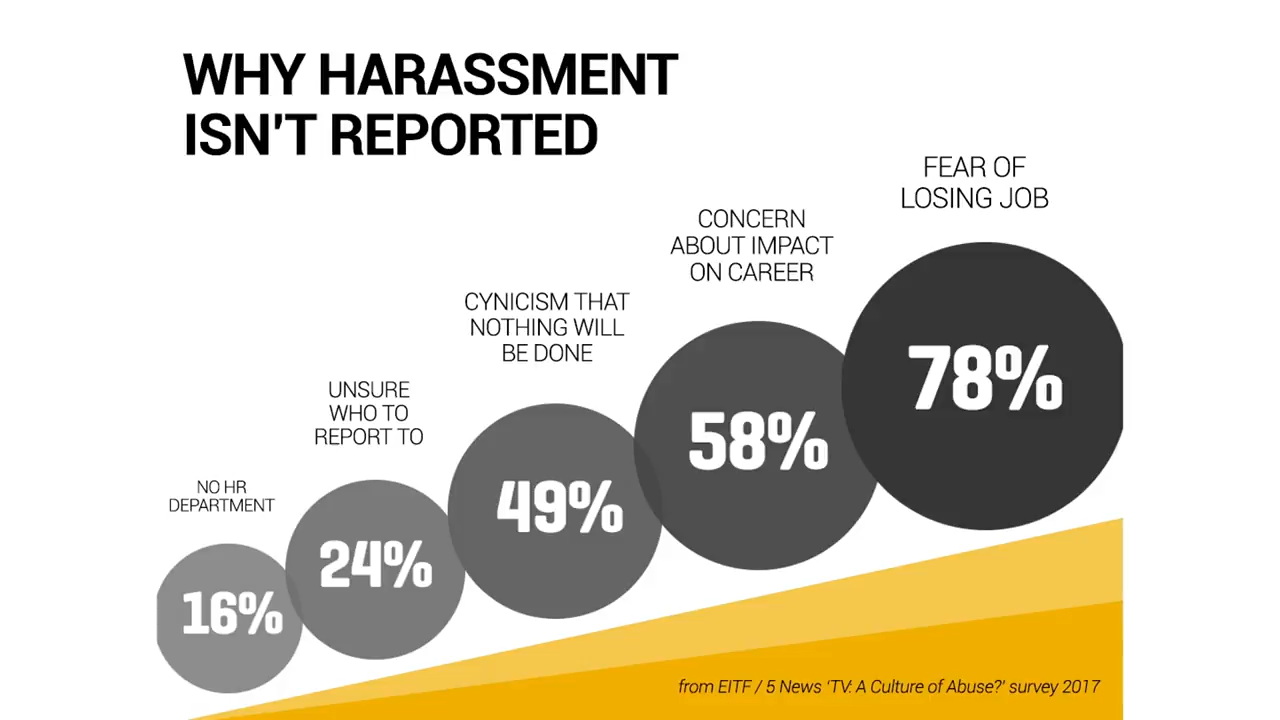 WHY HARASSMENT
ISN'T REPORTED
NO HR
DEPARTMENT
16%
UNSURE
WHO TO
REPORT TO
24%
CYNICISM THAT
NOTHING WILL
BE DONE
49%
CONCERN
ABOUT IMPACT
ON CAREER
58%
FEAR OF
LOSING JOB
78%
from EITF / 5 News 'TV: A Culture of Abuse?' survey 2017